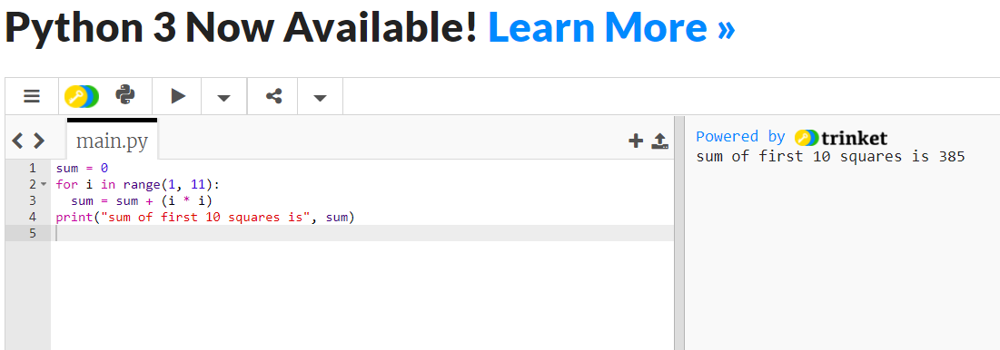 Python 3 Now Available! Learn More »
main.py
1 sum = 0
2 for i in range(1, 11):
3   sum = sum + (i * i)
4 print("sum of first 10 squares is", sum)
5
Powered by trinket
sum of first 10 squares is 385